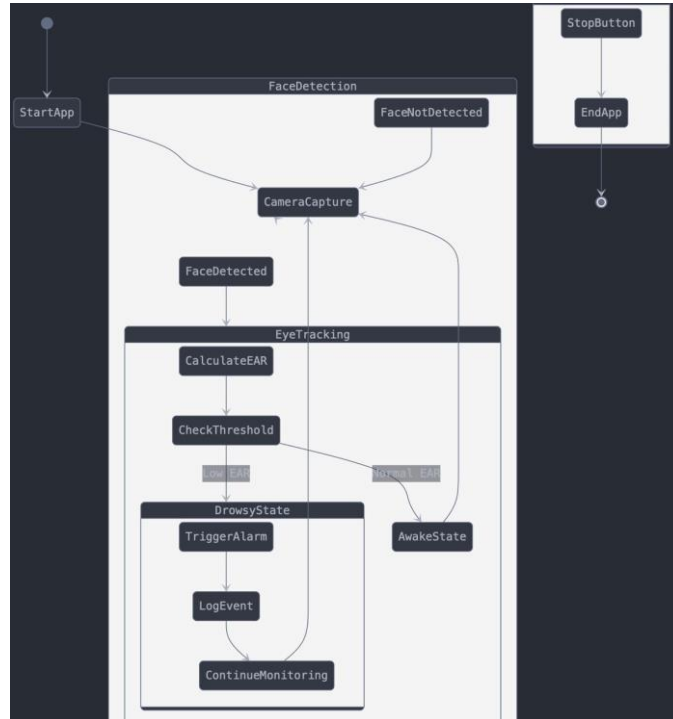 StopButton
FaceDetection
StartApp
FaceNotDetected
EndApp
CameraCapture
FaceDetected
EyeTracking
CalculateEAR
CheckThreshold
Low EAR
Normal EAR
DrowsyState
TriggerAlarm
AwakeState
LogEvent
ContinueMonitoring